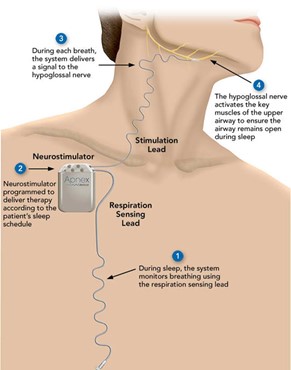 3
During each breath,
the system delivers
a signal to the
hypoglossal nerve
4
The hypoglossal nerve
activates the key
muscles of the upper
airway to ensure the
airway remains open
during sleep
Stimulation
Lead
Neurostimulator
2
Neurostimulator
programmed to
deliver therapy
according to the
patient's sleep
schedule
Apnex
Respiration
Sensing
Lead
1
During sleep, the system
monitors breathing using
the respiration sensing lead